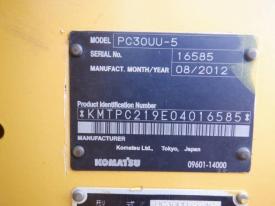 MODEL PC30UU-5
SERIAL No. 16585
MANUFACT. MONTH/YEAR 08/2012
Product Identification Number
*KMTPC219E04016585*
MANUFACTURER
Komatsu Ltd., Tokyo, Japan
KOMATSU 09601-14000